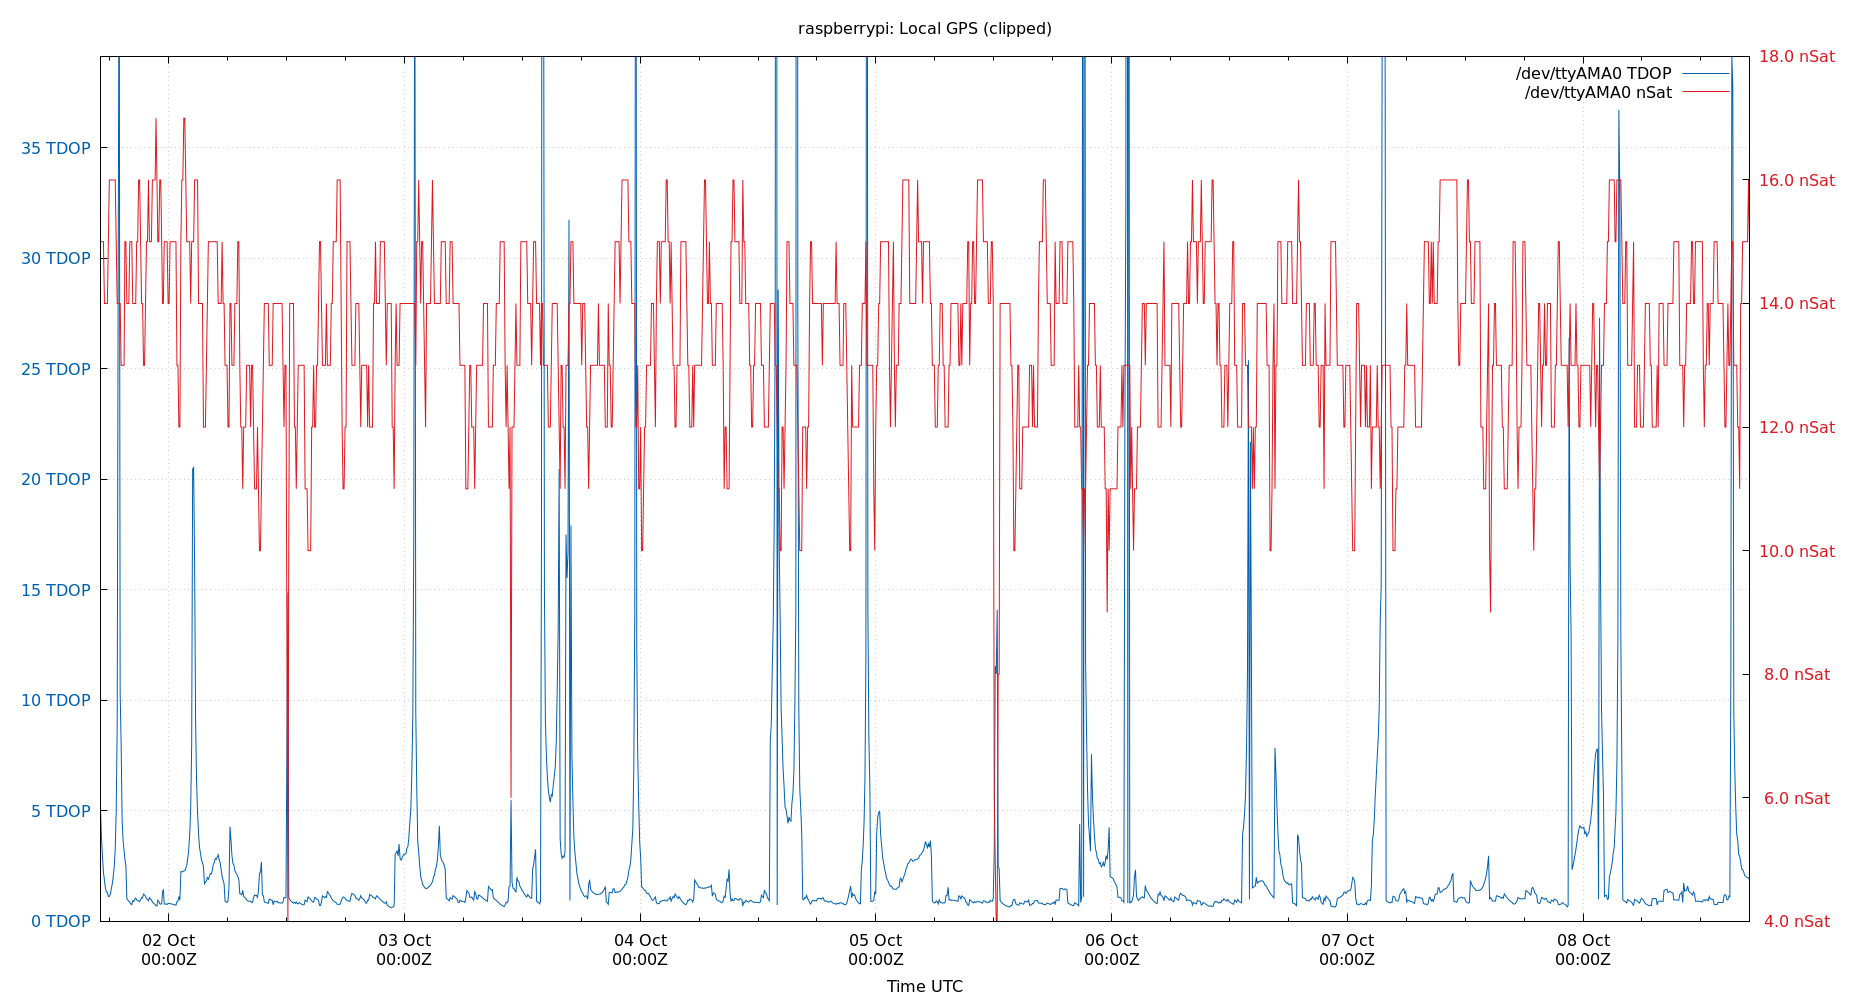 raspberrypi: Local GPS (clipped)
/dev/ttyAMA0 TDOP
/dev/ttyAMA0 nSat
35 TDOP
30 TDOP
25 TDOP
20 TDOP
15 TDOP
10 TDOP
5 TDOP
0 TDOP
18.0 nSat
16.0 nSat
14.0 nSat
12.0 nSat
10.0 nSat
8.0 nSat
6.0 nSat
4.0 nSat
02 Oct
00:00Z
03 Oct
00:00Z
04 Oct
00:00Z
05 Oct
00:00Z
06 Oct
00:00Z
07 Oct
00:00Z
08 Oct
00:00Z
Time UTC